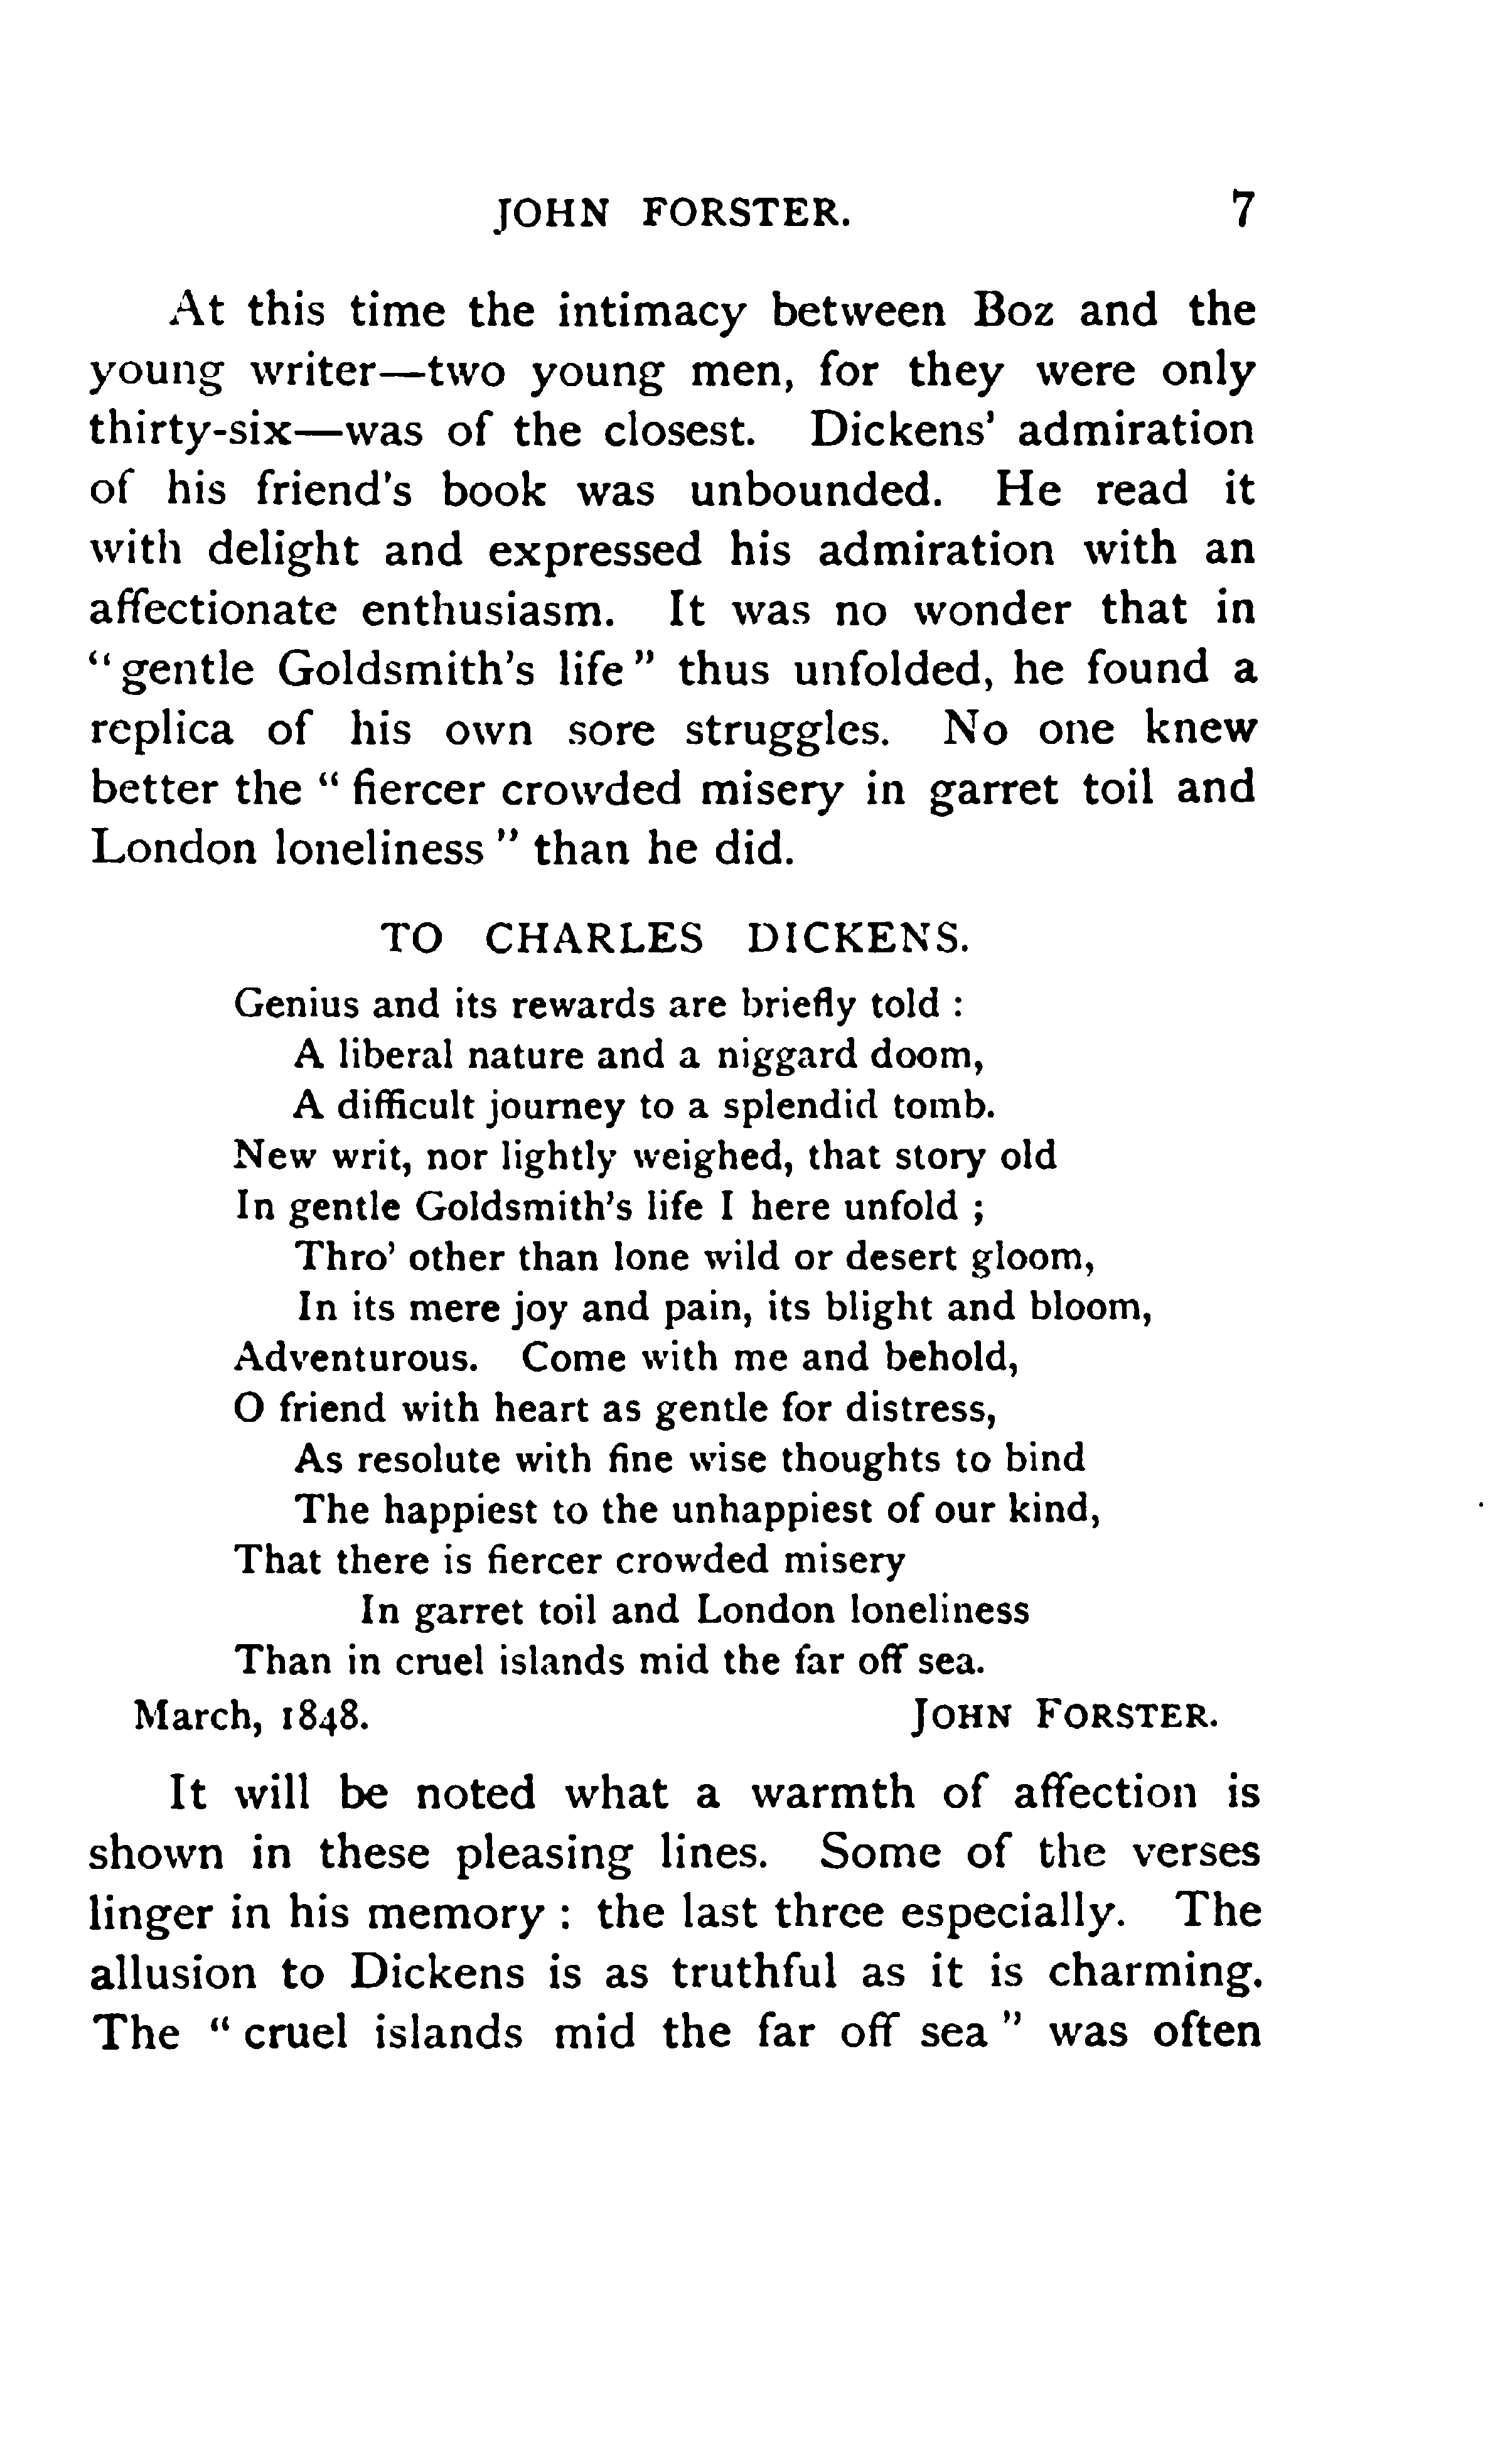 JOHN FORSTER. 7
At this time the intimacy between Boz and the
young writer—two young men, for they were only
thirty-six—was of the closest. Dickens' admiration
of his friend's book was unbounded. He read it
with delight and expressed his admiration with an
affectionate enthusiasm. It was no wonder that in
“gentle Goldsmith's life” thus unfolded, he found a
replica of his own sore struggles. No one knew
better the “ fiercer crowded misery in garret toil and
London loneliness ” than he did.
TO CHARLES DICKENS.
Genius and its rewards are briefly told :
A liberal nature and a niggard doom,
A difficult journey to a splendid tomb.
New writ, nor lightly weighed, that story old
In gentle Goldsmith's life I here unfold ;
Thro' other than lone wild or desert gloom,
In its mere joy and pain, its blight and bloom,
Adventurous. Come with me and behold,
O friend with heart as gentle for distress,
As resolute with fine wise thoughts to bind
The happiest to the unhappiest of our kind,
That there is fiercer crowded misery
In garret toil and London loneliness
Than in cruel islands mid the far off sea.
March, 1848. JOHN FORSTER.
It will be noted what a warmth of affection is
shown in these pleasing lines. Some of the verses
linger in his memory : the last three especially. The
allusion to Dickens is as truthful as it is charming.
The “ cruel islands mid the far off sea ” was often